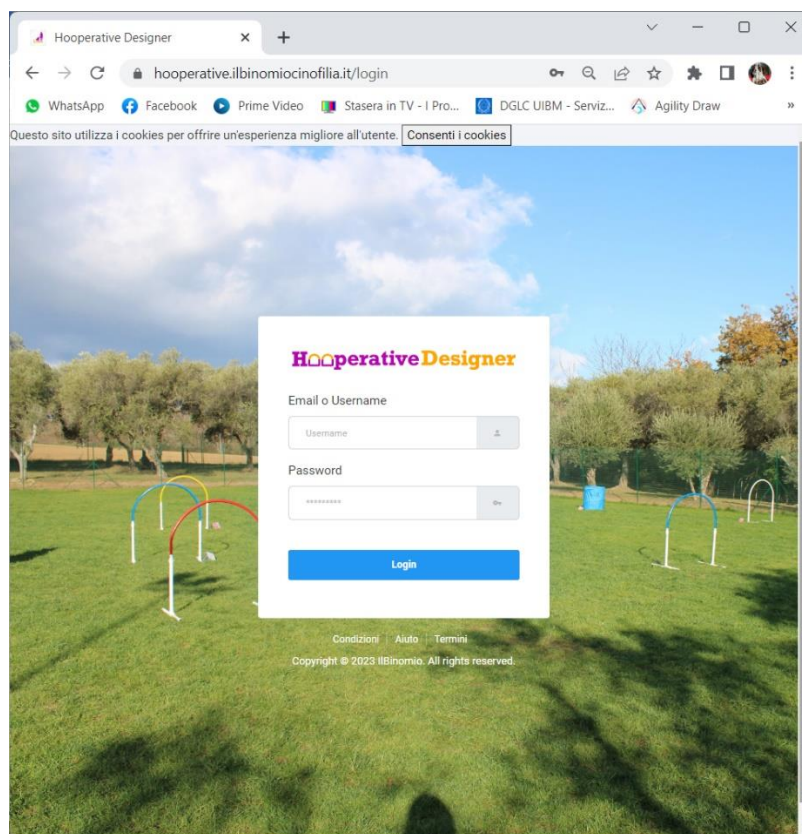 Hooperative Designer
hooperative.ilbinomiocinofilia.it/login
WhatsApp Facebook Prime Video Stasera in TV - I Pro... DGLC UIBM - Serviz... Agility Draw »
Questo sito utilizza i cookies per offrire un'esperienza migliore all'utente. Consenti i cookies
Hooperative Designer
Email o Username
Username
Password
*********
Login
Condizioni | Aiuto | Termini
Copyright © 2023 IlBinomio. All rights reserved.